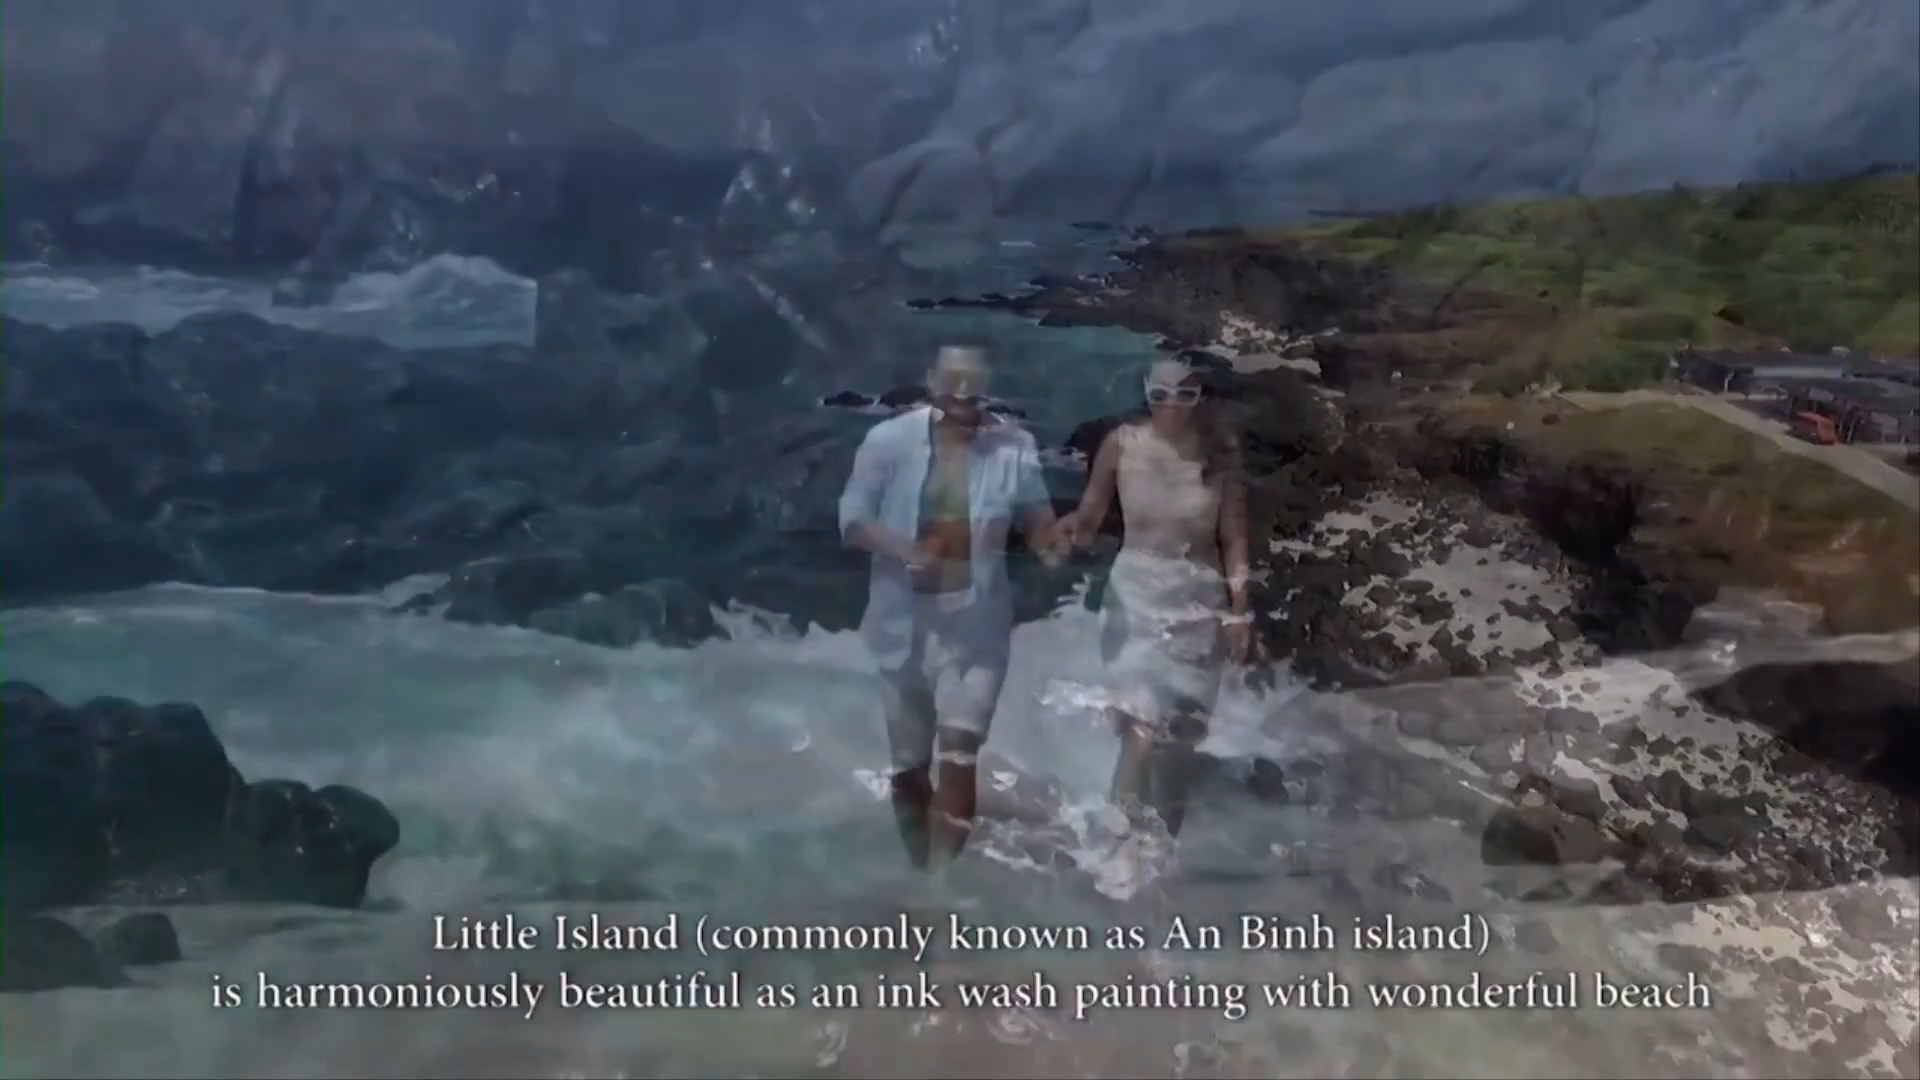 Little Island (commonly known as An Binh island)
is harmoniously beautiful as an ink wash painting with wonderful beach